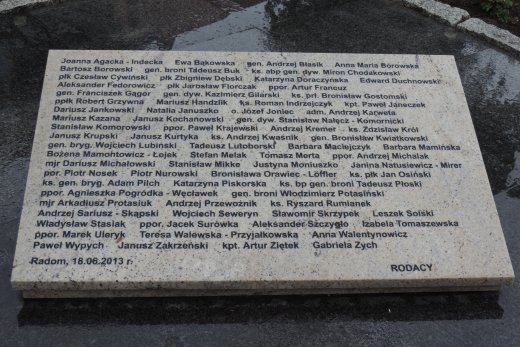 Joanna Agacka - Indecka Ewa Bąkowska gen. Andrzej Błasik Anna Maria Borowska
Bartosz Borowski gen. broni Tadeusz Buk - ks. abp gen. dyw. Miron Chodakowski
płk Czesław Cywiński płk Zbigniew Dębski Katarzyna Doraczyńska Edward Duchnowski
Aleksander Fedorowicz płk Jarosław Florczak ppor. Artur Francuz
gen. Franciszek Gągor gen. dyw. Kazimierz Gilarski ks. prł. Bronisław Gostomski
ppłk Robert Grzywna Mariusz Handzlik ks. Roman Indrzejczyk kpt. Paweł Janeczek
Dariusz Jankowski Natalia Januszko o. Józef Joniec adm. Andrzej Karweta
Mariusz Kazana Janusz Kochanowski gen. dyw. Stanisław Nałęcz - Komornicki
Stanisław Komorowski ppor. Paweł Krajewski Andrzej Kremer ks. Zdzisław Król
Janusz Krupski Janusz Kurtyka ks. Andrzej Kwaśnik gen. Bronisław Kwiatkowski
gen. bryg. Wojciech Lubiński Tadeusz Lutoborski Barbara Maciejczyk Barbara Mamińska
Bożena Mamontowicz - Łojek Stefan Melak Tomasz Merta ppor. Andrzej Michalak
mjr Dariusz Michałowski Stanisław Mikke Justyna Moniuszko Janina Natusiewicz - Mirer
por. Piotr Nosek Piotr Nurowski Bronisława Orawiec - Löffler ks. płk Jan Osiński
ks. gen. bryg. Adam Pilch Katarzyna Piskorska ks. bp gen. broni Tadeusz Płoski
ppor. Agnieszka Pogródka - Węcławek gen. broni Włodzimierz Potasiński
mjr Arkadiusz Protasiuk Andrzej Przewoźnik ks. Ryszard Rumianek
Andrzej Sariusz - Skąpski Wojciech Seweryn Sławomir Skrzypek Leszek Solski
Władysław Stasiak ppor. Jacek Surówka Aleksander Szczygło Izabela Tomaszewska
ppor. Marek Uleryk Teresa Walewska - Przyjałkowska Anna Walentynowicz
Paweł Wypych Janusz Zakrzeński kpt. Artur Ziętek Gabriela Zych
Radom, 18.06.2013 r.
RODACY